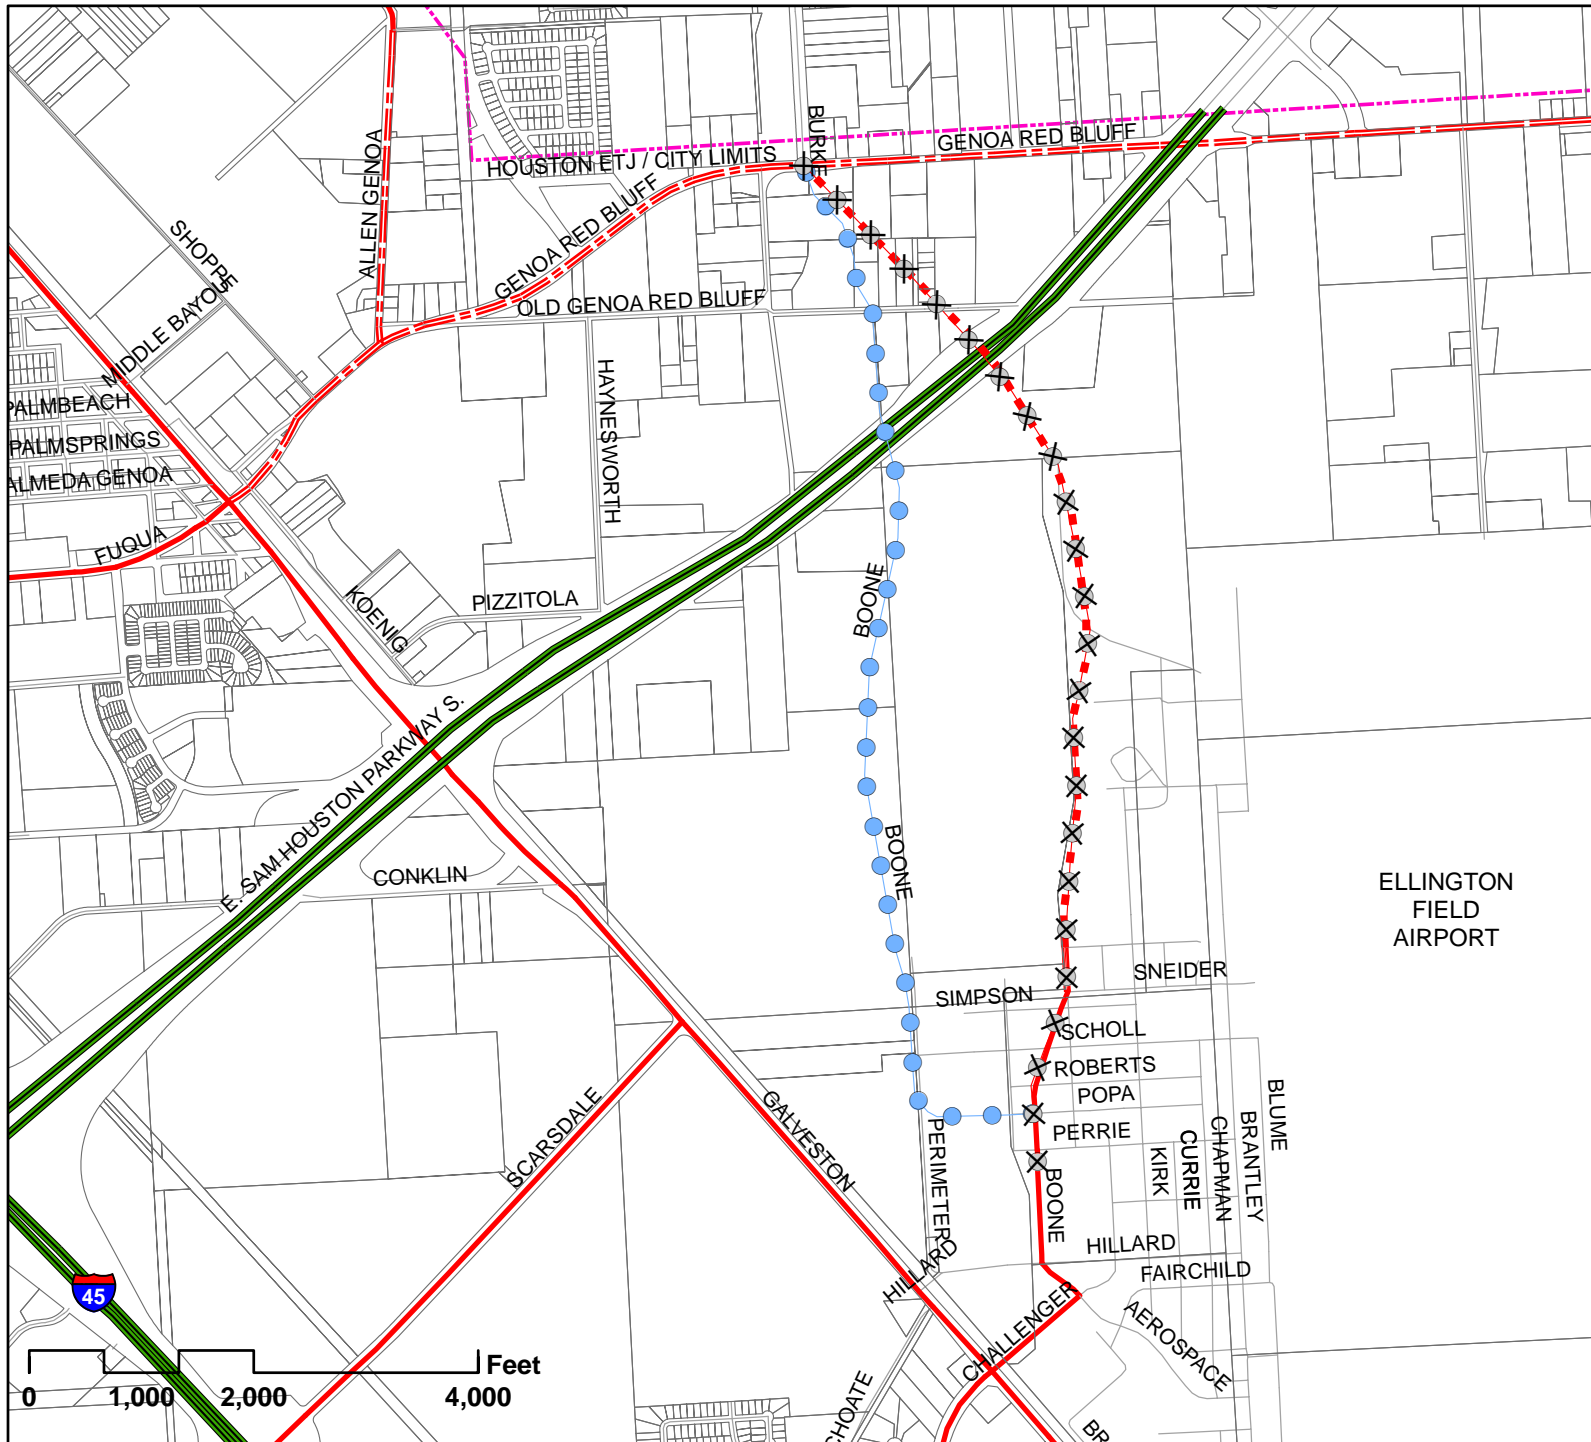 BURKE
GENOA RED BLUFF
HOUSTON ETJ / CITY LIMITS
ALLEN GENOA
GENOA RED BLUFF
SHOPPE
OLD GENOA RED BLUFF
MIDDLE BAYOU
HAYNESWORTH
PALMBEACH
PALMSPRINGS
ALMEDA GENOA
FUQUA
KOENIG
PIZZITOLA
BOONE
E. SAM HOUSTON PARKWAY S.
BOONE
CONKLIN
ELLINGTON
FIELD
AIRPORT
SNEIDER
SIMPSON
SCHOLL
ROBERTS
POPA
PERRIE
BLUME
BRANTLEY
CHAPMAN
CURRIE
KIRK
SCARSDALE
GALVESTON
PERIMETER
BOONE
HILLARD
HILLARD
FAIRCHILD
AEROSPACE
CHALLENGER
CHOATE
BR
45
Feet
0 1,000 2,000 4,000